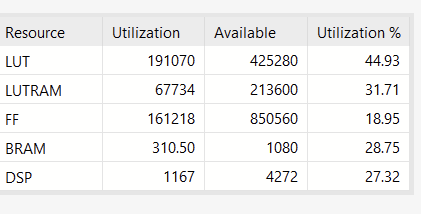 Resource Utilization Available Utilization %
LUT 191070 425280 44.93
LUTRAM 67734 213600 31.71
FF 161218 850560 18.95
BRAM 310.50 1080 28.75
DSP 1167 4272 27.32